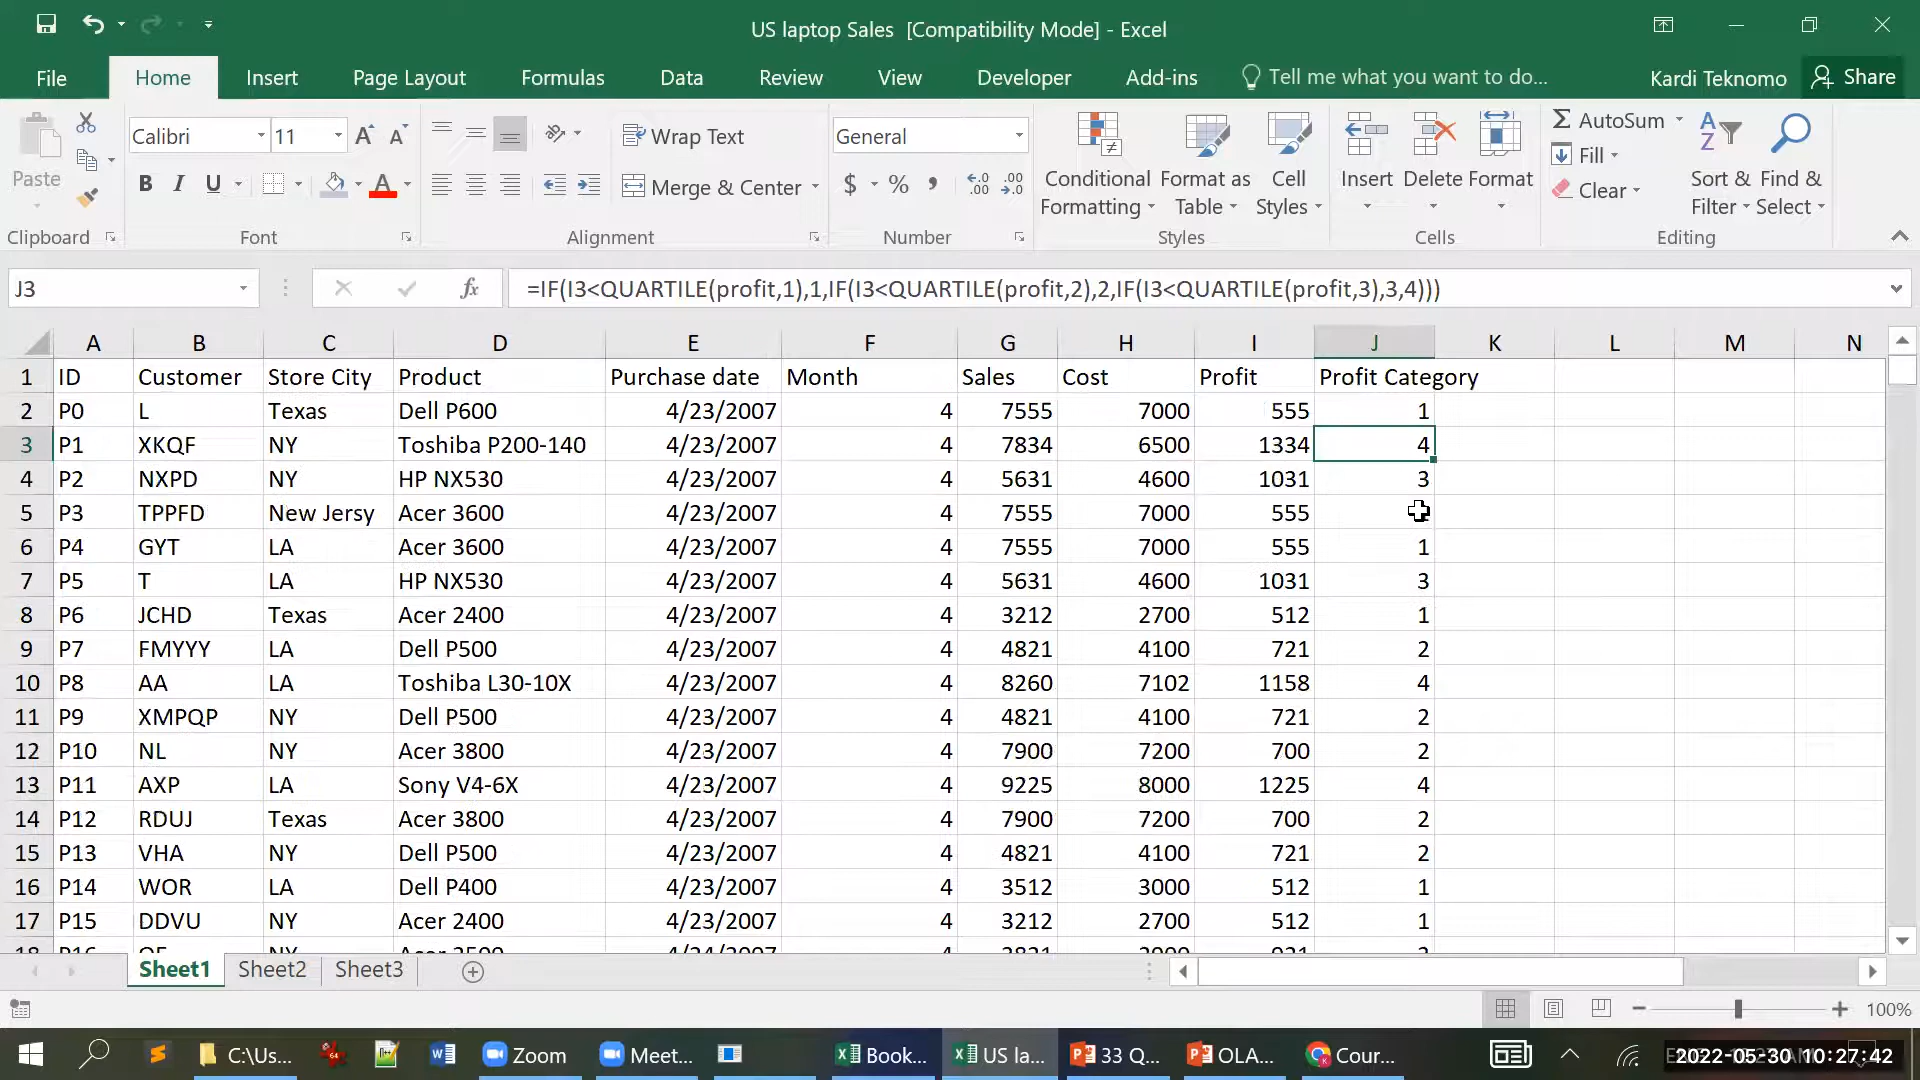 US laptop Sales [Compatibility Mode] - Excel
File Home Insert Page Layout Formulas Data Review View Developer Add-ins Tell me what you want to do... Kardi Teknomo Share
Paste
Clipboard
Calibri 11
B I U
Font
Wrap Text
Merge & Center
Alignment
General
$ % ,
Number
Conditional Formatting
Format as Table
Cell Styles
Styles
Insert Delete Format
Cells
AutoSum
Fill
Clear
Sort & Filter
Find & Select
Editing
J3 fx =IF(I3<QUARTILE(profit,1),1,IF(I3<QUARTILE(profit,2),2,IF(I3<QUARTILE(profit,3),3,4)))
A B C D E F G H I J K L M N
1 ID Customer Store City Product Purchase date Month Sales Cost Profit Profit Category
2 P0 L Texas Dell P600 4/23/2007 4 7555 7000 555 1
3 P1 XKQF NY Toshiba P200-140 4/23/2007 4 7834 6500 1334 4
4 P2 NXPD NY HP NX530 4/23/2007 4 5631 4600 1031 3
5 P3 TPPFD New Jersy Acer 3600 4/23/2007 4 7555 7000 555
6 P4 GYT LA Acer 3600 4/23/2007 4 7555 7000 555 1
7 P5 T LA HP NX530 4/23/2007 4 5631 4600 1031 3
8 P6 JCHD Texas Acer 2400 4/23/2007 4 3212 2700 512 1
9 P7 FMYYY LA Dell P500 4/23/2007 4 4821 4100 721 2
10 P8 AA LA Toshiba L30-10X 4/23/2007 4 8260 7102 1158 4
11 P9 XMPQP NY Dell P500 4/23/2007 4 4821 4100 721 2
12 P10 NL NY Acer 3800 4/23/2007 4 7900 7200 700 2
13 P11 AXP LA Sony V4-6X 4/23/2007 4 9225 8000 1225 4
14 P12 RDUJ Texas Acer 3800 4/23/2007 4 7900 7200 700 2
15 P13 VHA NY Dell P500 4/23/2007 4 4821 4100 721 2
16 P14 WOR LA Dell P400 4/23/2007 4 3512 3000 512 1
17 P15 DDVU NY Acer 2400 4/23/2007 4 3212 2700 512 1
Sheet1 Sheet2 Sheet3
100%
C:\Us... Zoom Meet... Book... US la... 33 Q... OLA... Cour... 2022-05-30 10:27:42